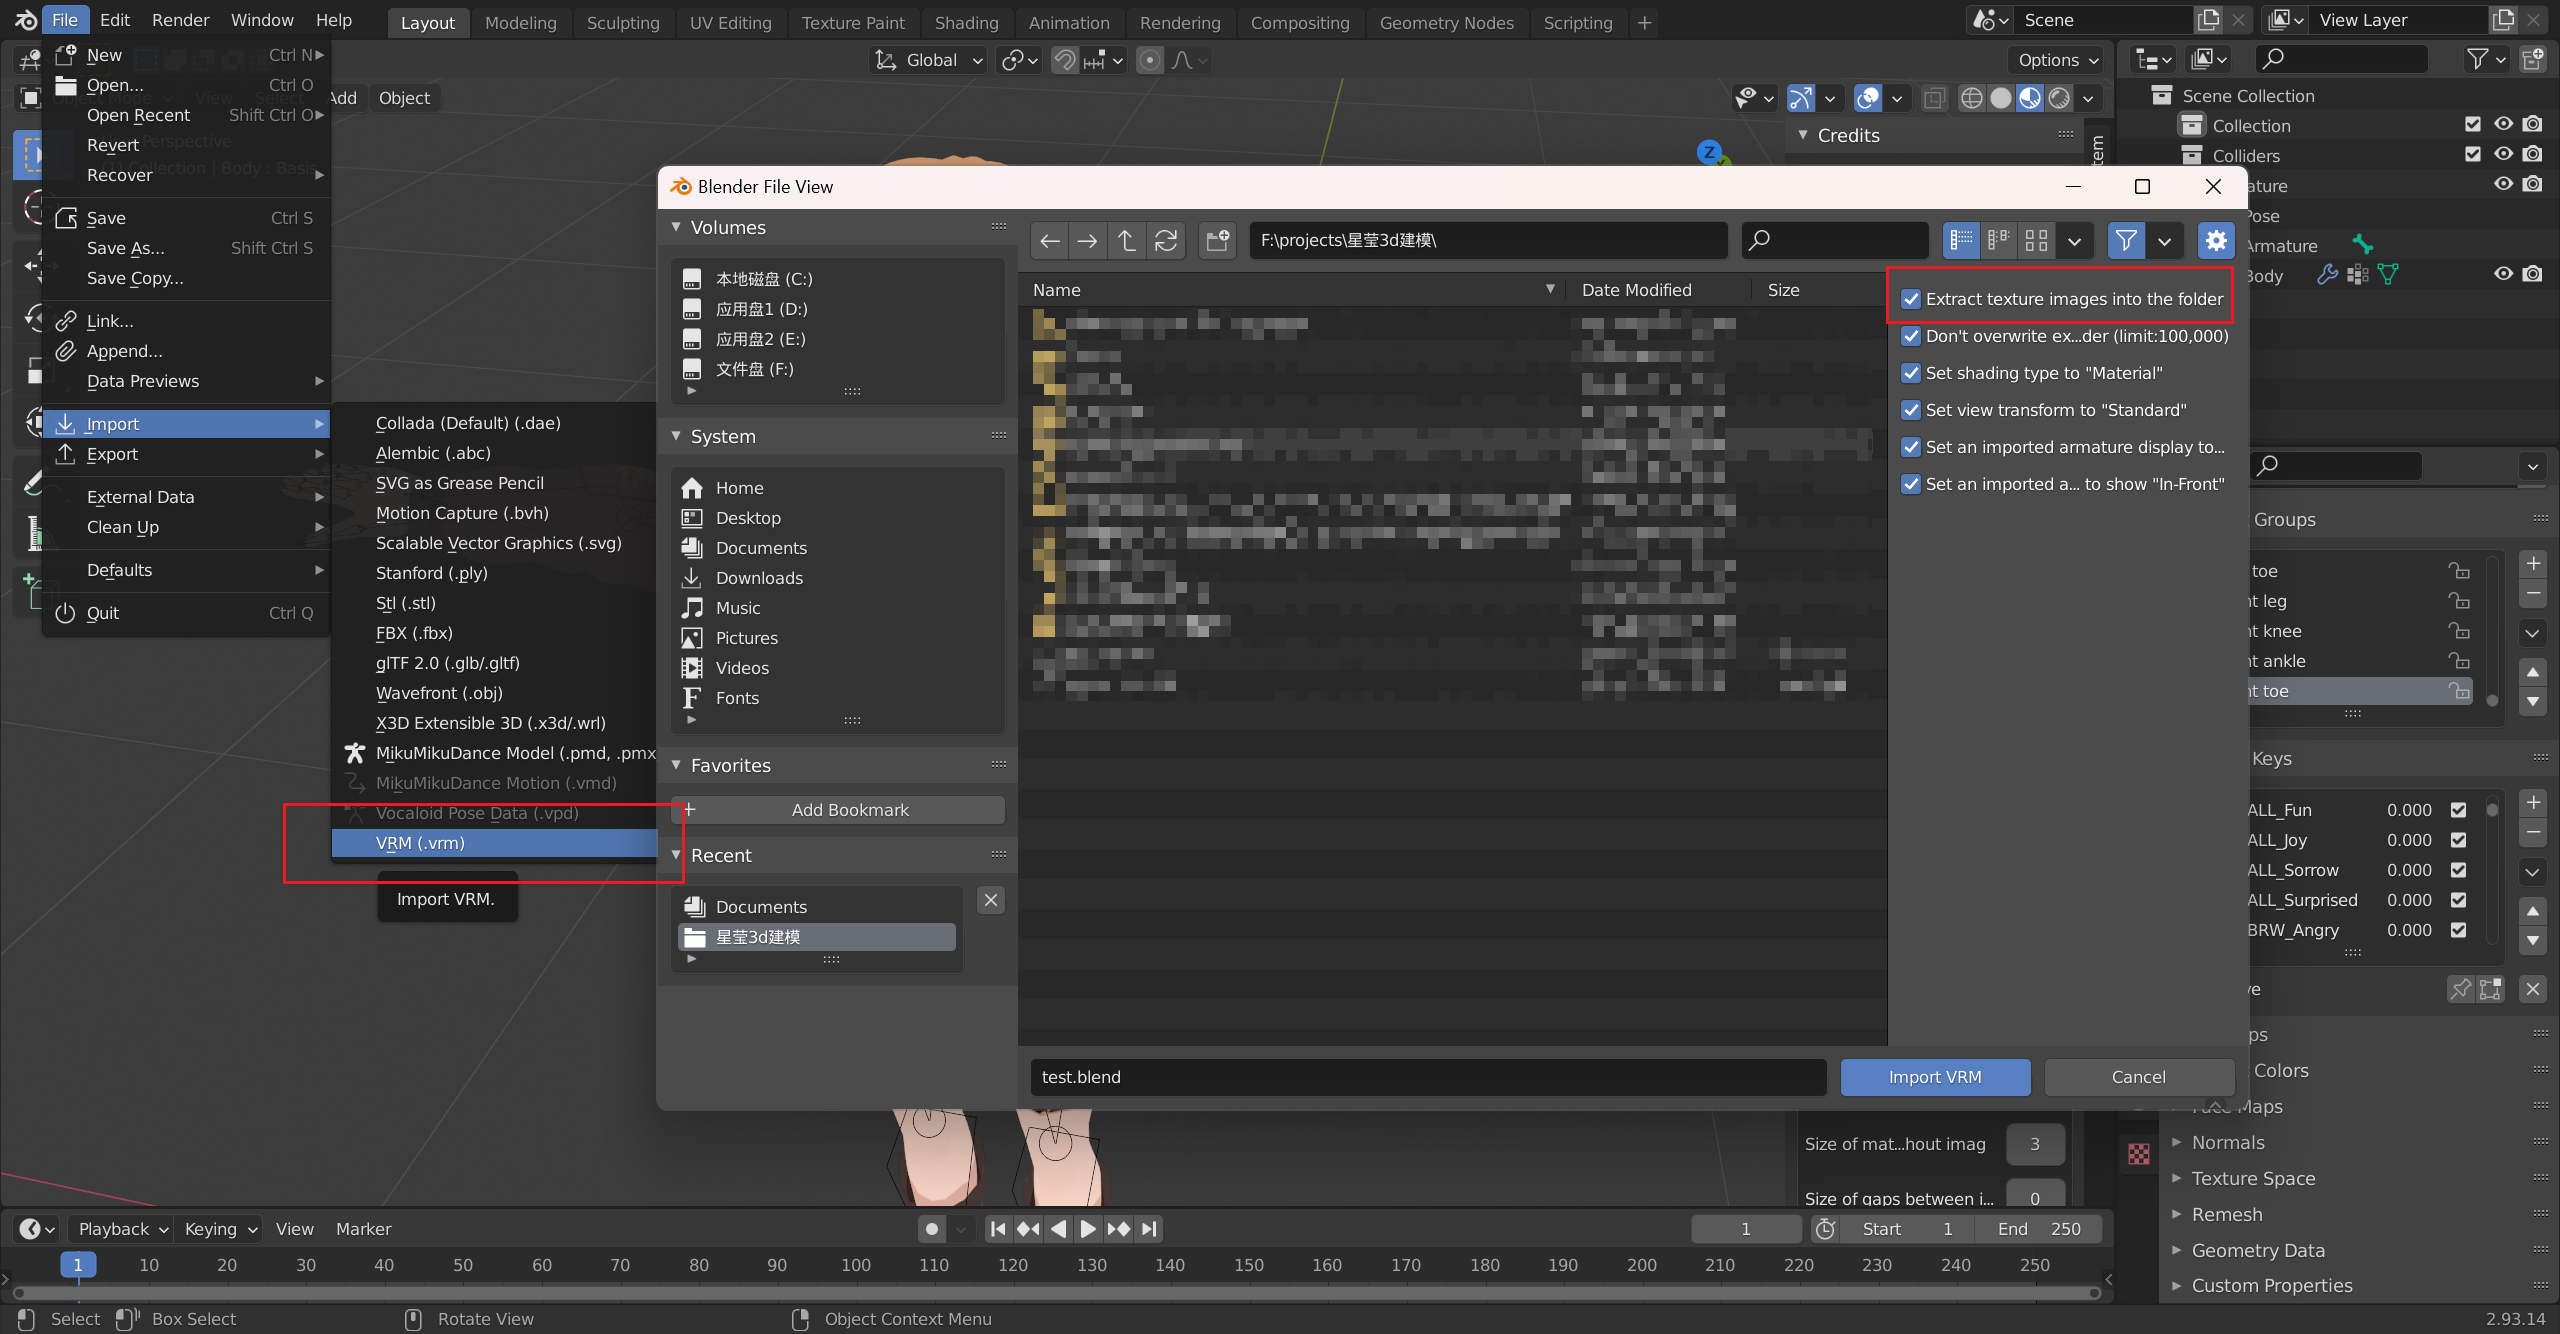 File Edit Render Window Help Layout Modeling Sculpting UV Editing Texture Paint Shading Animation Rendering Compositing Geometry Nodes Scripting Scene View Layer
Global Options
Object Mode View Select Add Object
New Ctrl N
Open... Ctrl O
Open Recent Shift Ctrl O
Revert
Recover
Save Ctrl S
Save As... Shift Ctrl S
Save Copy...
Link...
Append...
Data Previews
Import
Export
External Data
Clean Up
Defaults
Quit Ctrl Q
Perspective
Collection | Body : Basis
Collada (Default) (.dae)
Alembic (.abc)
SVG as Grease Pencil
Motion Capture (.bvh)
Scalable Vector Graphics (.svg)
Stanford (.ply)
Stl (.stl)
FBX (.fbx)
glTF 2.0 (.glb/.gltf)
Wavefront (.obj)
X3D Extensible 3D (.x3d/.wrl)
MikuMikuDance Model (.pmd, .pmx
MikuMikuDance Motion (.vmd)
Vocaloid Pose Data (.vpd)
VRM (.vrm)
Import VRM.
Credits
Z
Blender File View
Volumes
本地磁盘 (C:)
应用盘1 (D:)
应用盘2 (E:)
文件盘 (F:)
System
Home
Desktop
Documents
Downloads
Music
Pictures
Videos
Fonts
Favorites
Add Bookmark
Recent
Documents
星莹3d建模
F:\projects\星莹3d建模\
Name Date Modified Size
Extract texture images into the folder
Don't overwrite ex...der (limit:100,000)
Set shading type to "Material"
Set view transform to "Standard"
Set an imported armature display to...
Set an imported a... to show "In-Front"
test.blend Import VRM Cancel
Scene Collection
Collection
Colliders
ature
Pose
Armature
Body
Groups
toe
nt leg
nt knee
nt ankle
nt toe
Keys
ALL_Fun 0.000
ALL_Joy 0.000
ALL_Sorrow 0.000
ALL_Surprised 0.000
BRW_Angry 0.000
ve
ps
Colors
Face Maps
Normals
Texture Space
Remesh
Geometry Data
Custom Properties
Size of mat...hout imag 3
Size of gaps between i... 0
Playback Keying View Marker 1 Start 1 End 250
1 10 20 30 40 50 60 70 80 90 100 110 120 130 140 150 160 170 180 190 200 210 220 230 240 250
Select Box Select Rotate View Object Context Menu 2.93.14